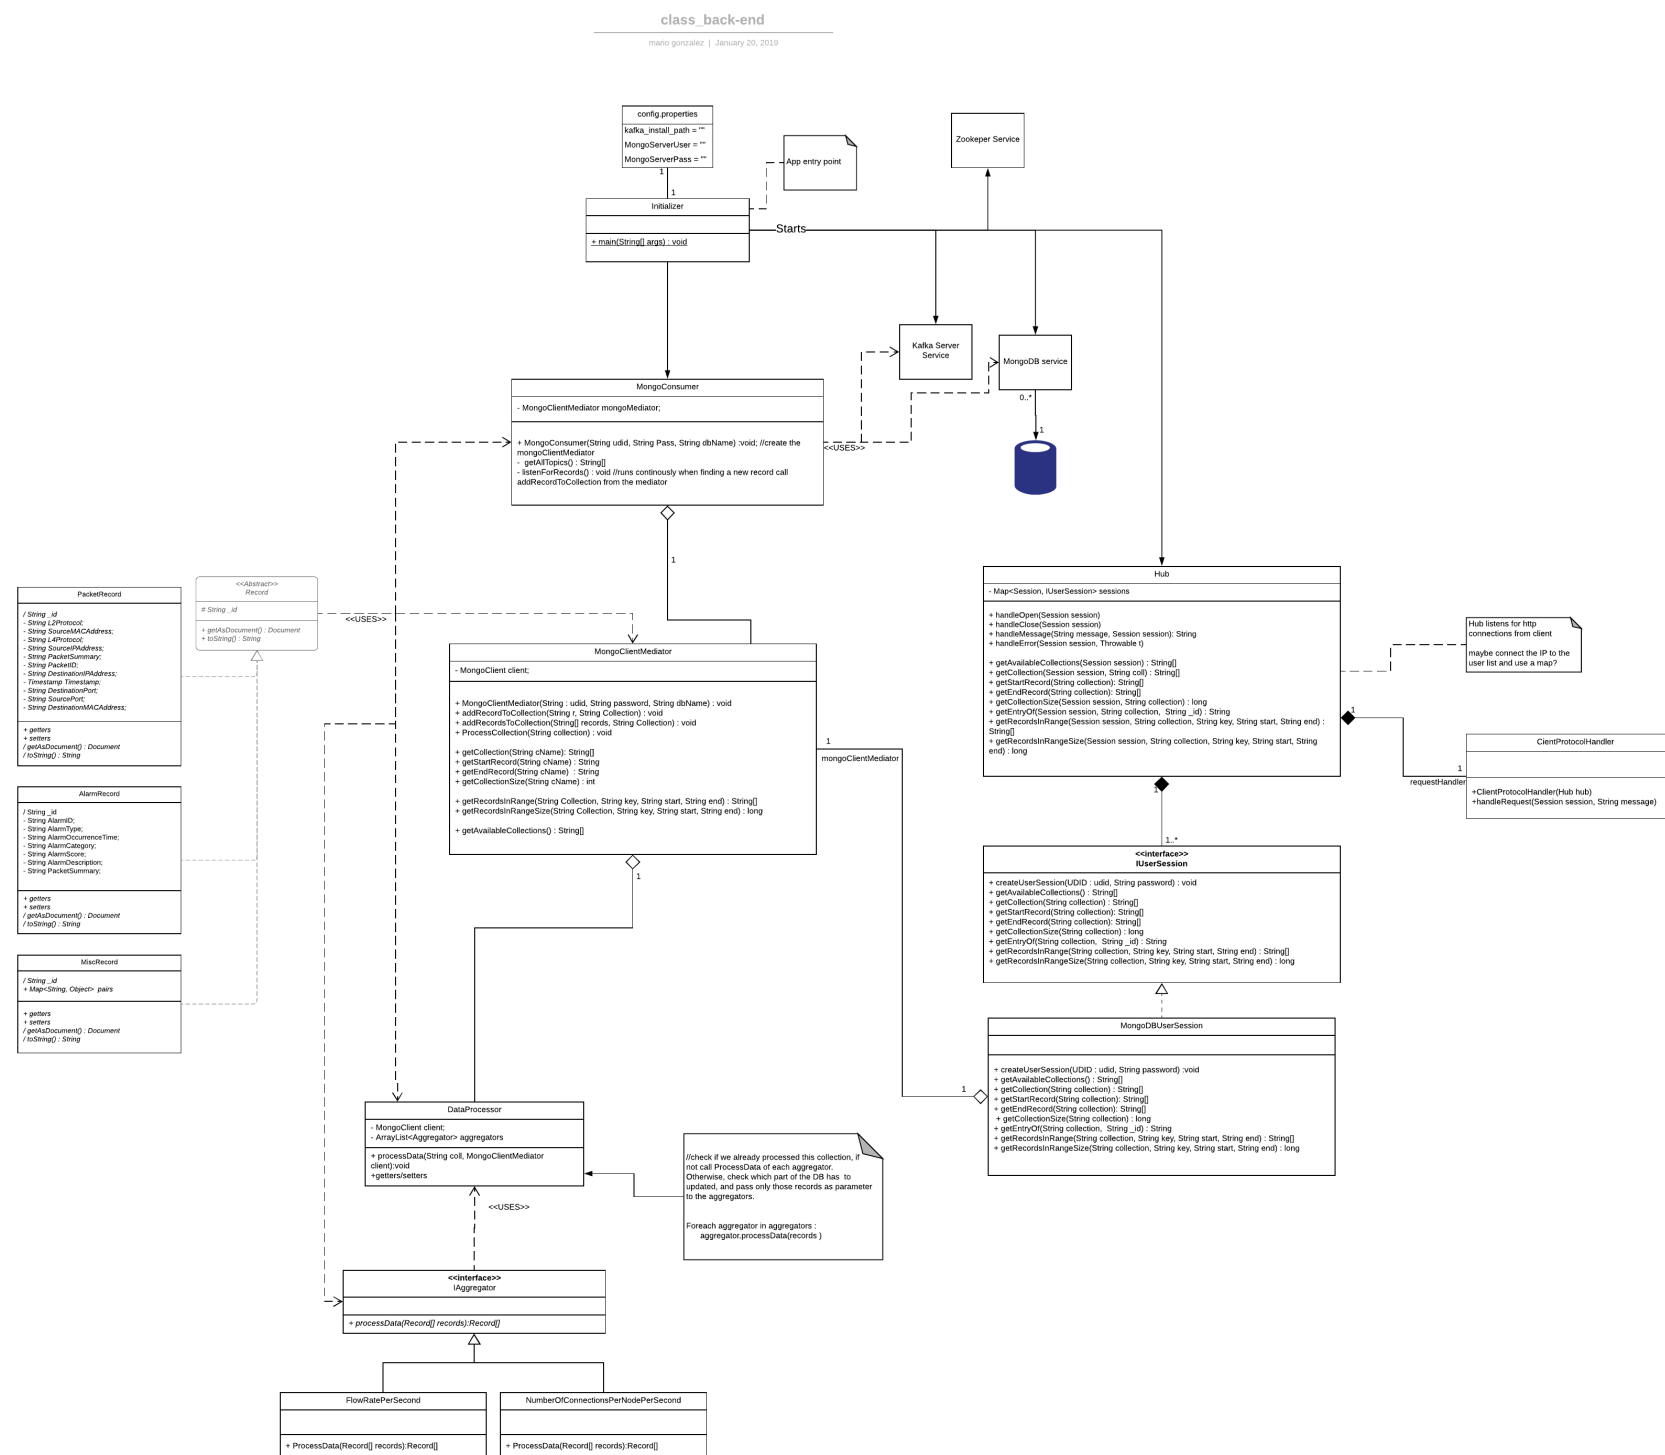 class_back-end
mario gonzalez | January 20, 2019
config.properties
kafka_install_path = ""
MongoServerUser = ""
MongoServerPass = ""
1
1
App entry point
Zookeper Service
Initializer
+ main(String[] args) : void
Starts
Kafka Server
Service
MongoDB service
0..*
1
MongoConsumer
- MongoClientMediator mongoMediator;
+ MongoConsumer(String udid, String Pass, String dbName) :void; //create the
mongoClientMediator
- getAllTopics() : String[]
- listenForRecords() : void //runs continously when finding a new record call
addRecordToCollection from the mediator
<<USES>>
1
PacketRecord
/ String _id
- String L2Protocol;
- String SourceMACAddress;
- String L4Protocol;
- String SourceIPAddress;
- String PacketSummary;
- String PacketID;
- String DestinationIPAddress;
- Timestamp Timestamp;
- String DestinationPort;
- String SourcePort;
- String DestinationMACAddress;
+ getters
+ setters
/ getAsDocument() : Document
/ toString() : String
<<Abstract>>
Record
# String _id
+ getAsDocument() : Document
+ toString() : String
<<USES>>
AlarmRecord
/ String _id
- String AlarmID;
- String AlarmType;
- String AlarmOccurrenceTime;
- String AlarmCategory;
- String AlarmScore;
- String AlarmDescription;
- String PacketSummary;
+ getters
+ setters
/ getAsDocument() : Document
/ toString() : String
MiscRecord
/ String _id
+ Map<String, Object> pairs
+ getters
+ setters
/ getAsDocument() : Document
/ toString() : String
MongoClientMediator
- MongoClient client;
+ MongoClientMediator(String : udid, String password, String dbName) : void
+ addRecordToCollection(String r, String Collection) : void
+ addRecordsToCollection(String[] records, String Collection) : void
+ ProcessCollection(String collection) : void
+ getCollection(String cName): String[]
+ getStartRecord(String cName) : String
+ getEndRecord(String cName) : String
+ getCollectionSize(String cName) : int
+ getRecordsInRange(String Collection, String key, String start, String end) : String[]
+ getRecordsInRangeSize(String Collection, String key, String start, String end) : long
+ getAvailableCollections() : String[]
1
mongoClientMediator
1
Hub
- Map<Session, IUserSession> sessions
+ handleOpen(Session session)
+ handleClose(Session session)
+ handleMessage(String message, Session session): String
+ handleError(Session session, Throwable t)
+ getAvailableCollections(Session session) : String[]
+ getCollection(Session session, String coll) : String[]
+ getStartRecord(String collection): String[]
+ getEndRecord(String collection): String[]
+ getCollectionSize(Session session, String collection) : long
+ getEntryOf(Session session, String collection, String _id) : String
+ getRecordsInRange(Session session, String collection, String key, String start, String end) :
String[]
+ getRecordsInRangeSize(Session session, String collection, String key, String start, String
end) : long
Hub listens for http
connections from client
maybe connect the IP to the
user list and use a map?
1
1
requestHandler
CientProtocolHandler
+ClientProtocolHandler(Hub hub)
+handleRequest(Session session, String message)
1
1..*
<<interface>>
IUserSession
+ createUserSession(UDID : udid, String password) : void
+ getAvailableCollections() : String[]
+ getCollection(String collection) : String[]
+ getStartRecord(String collection): String[]
+ getEndRecord(String collection): String[]
+ getCollectionSize(String collection) : long
+ getEntryOf(String collection, String _id) : String
+ getRecordsInRange(String collection, String key, String start, String end) : String[]
+ getRecordsInRangeSize(String collection, String key, String start, String end) : long
MongoDBUserSession
+ createUserSession(UDID : udid, String password) :void
+ getAvailableCollections() : String[]
+ getCollection(String collection) : String[]
+ getStartRecord(String collection): String[]
+ getEndRecord(String collection): String[]
+ getCollectionSize(String collection) : long
+ getEntryOf(String collection, String _id) : String
+ getRecordsInRange(String collection, String key, String start, String end) : String[]
+ getRecordsInRangeSize(String collection, String key, String start, String end) : long
1
DataProcessor
- MongoClient client;
- ArrayList<Aggregator> aggregators
+ processData(String coll, MongoClientMediator
client):void
+getters/setters
<<USES>>
//check if we already processed this collection, if
not call ProcessData of each aggregator.
Otherwise, check which part of the DB has to
updated, and pass only those records as parameter
to the aggregators.
Foreach aggregator in aggregators :
aggregator.processData(records )
<<interface>>
IAggregator
+ processData(Record[] records):Record[]
FlowRatePerSecond
+ ProcessData(Record[] records):Record[]
NumberOfConnectionsPerNodePerSecond
+ ProcessData(Record[] records):Record[]